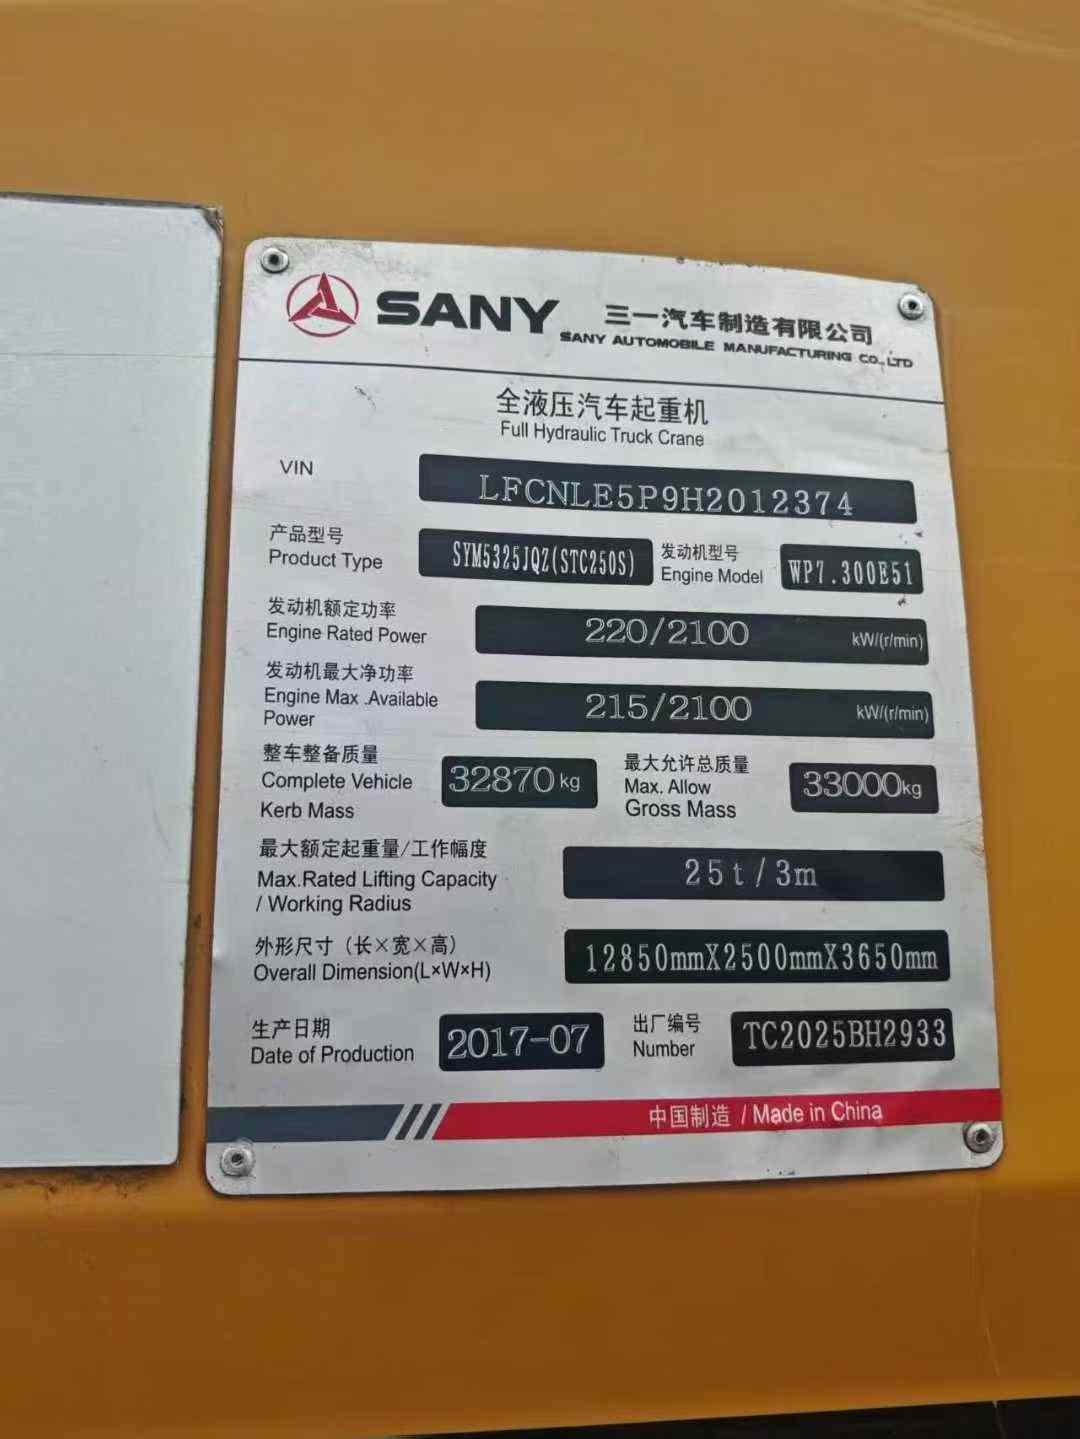 SANY 三一汽车制造有限公司
SANY AUTOMOBILE MANUFACTURING CO., LTD
全液压汽车起重机
Full Hydraulic Truck Crane
VIN LFCNLE5P9H2012374
产品型号
Product Type SYM5325JQZ(STC250S)
发动机型号
Engine Model WP7.300E51
发动机额定功率
Engine Rated Power 220/2100 kW/(r/min)
发动机最大净功率
Engine Max .Available
Power 215/2100 kW/(r/min)
整车整备质量
Complete Vehicle
Kerb Mass 32870 kg
最大允许总质量
Max. Allow
Gross Mass 33000kg
最大额定起重量/工作幅度
Max.Rated Lifting Capacity
/ Working Radius 25t/3m
外形尺寸（长×宽×高）
Overall Dimension(L×W×H) 12850mmX2500mmX3650mm
生产日期
Date of Production 2017-07
出厂编号
Number TC2025BH2933
中国制造 / Made in China